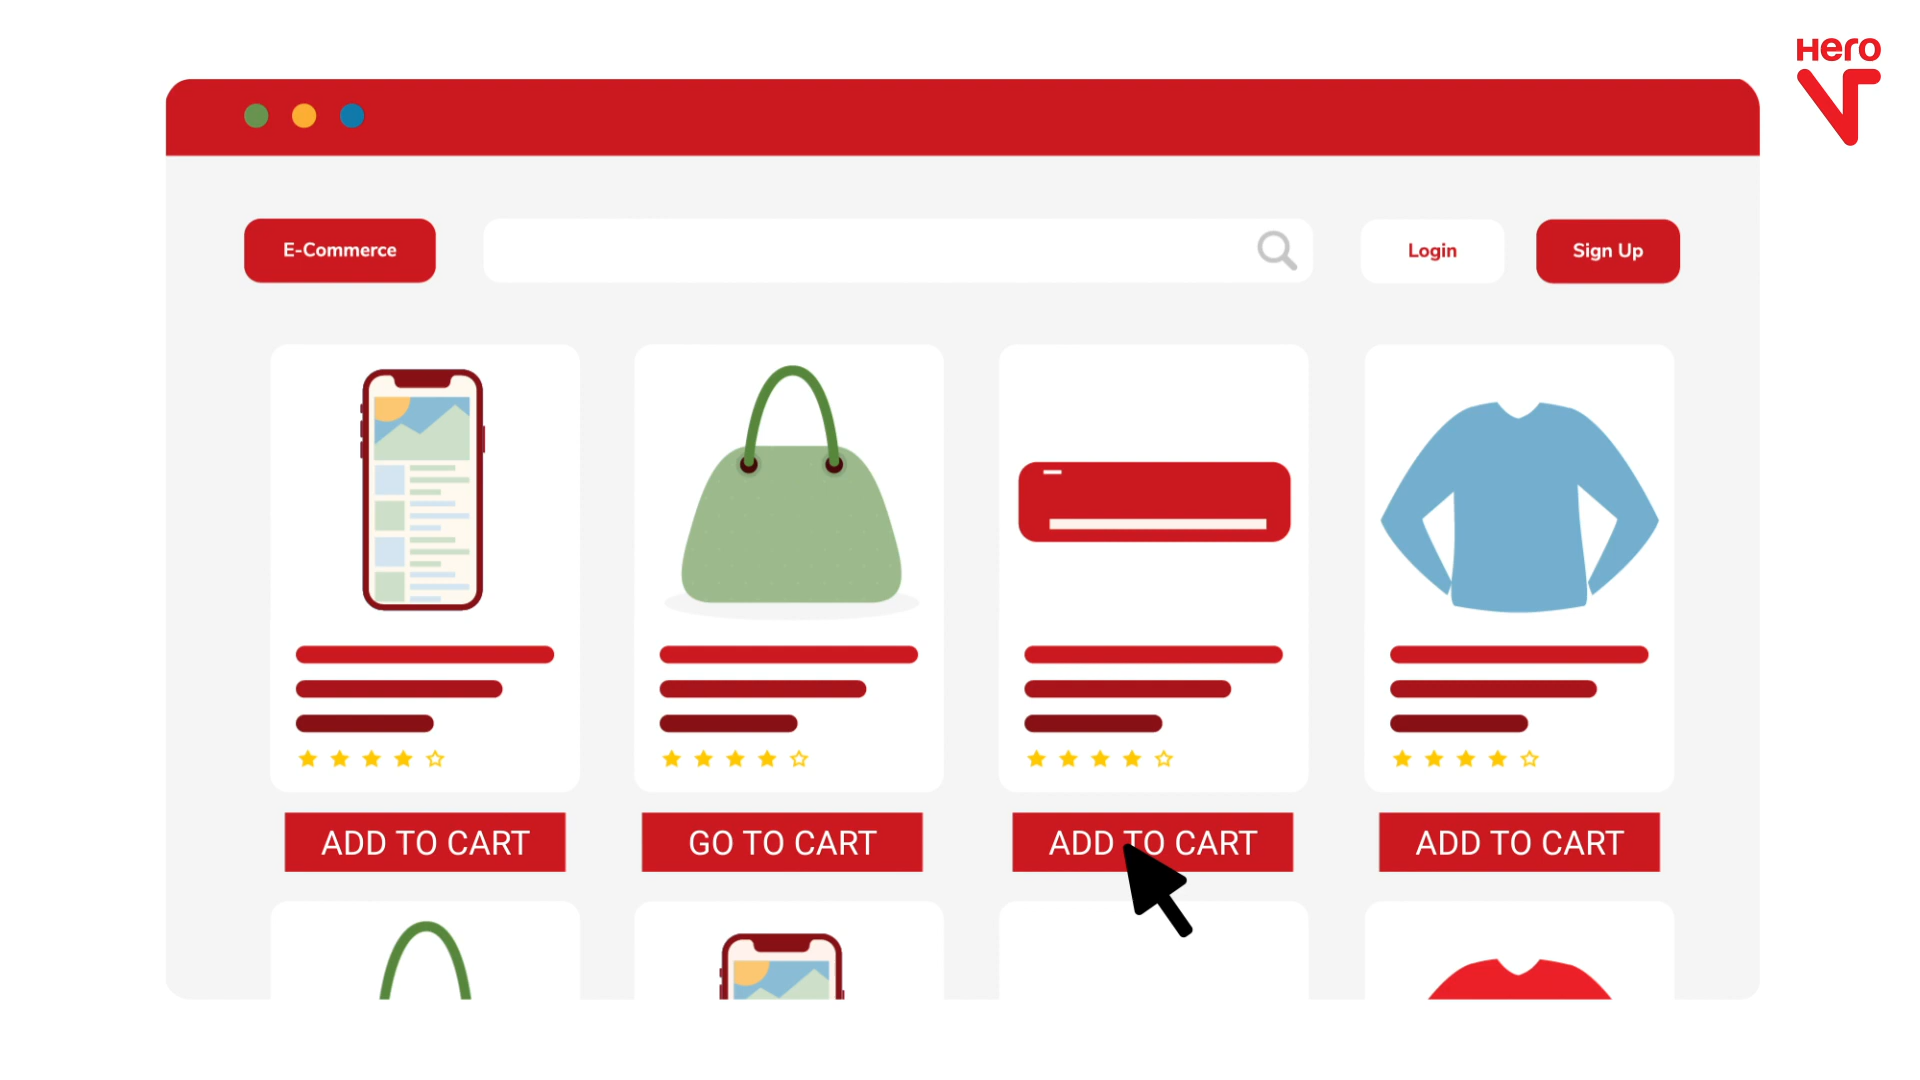 Hero
E-Commerce
Login
Sign Up
ADD TO CART
GO TO CART
ADD TO CART
ADD TO CART